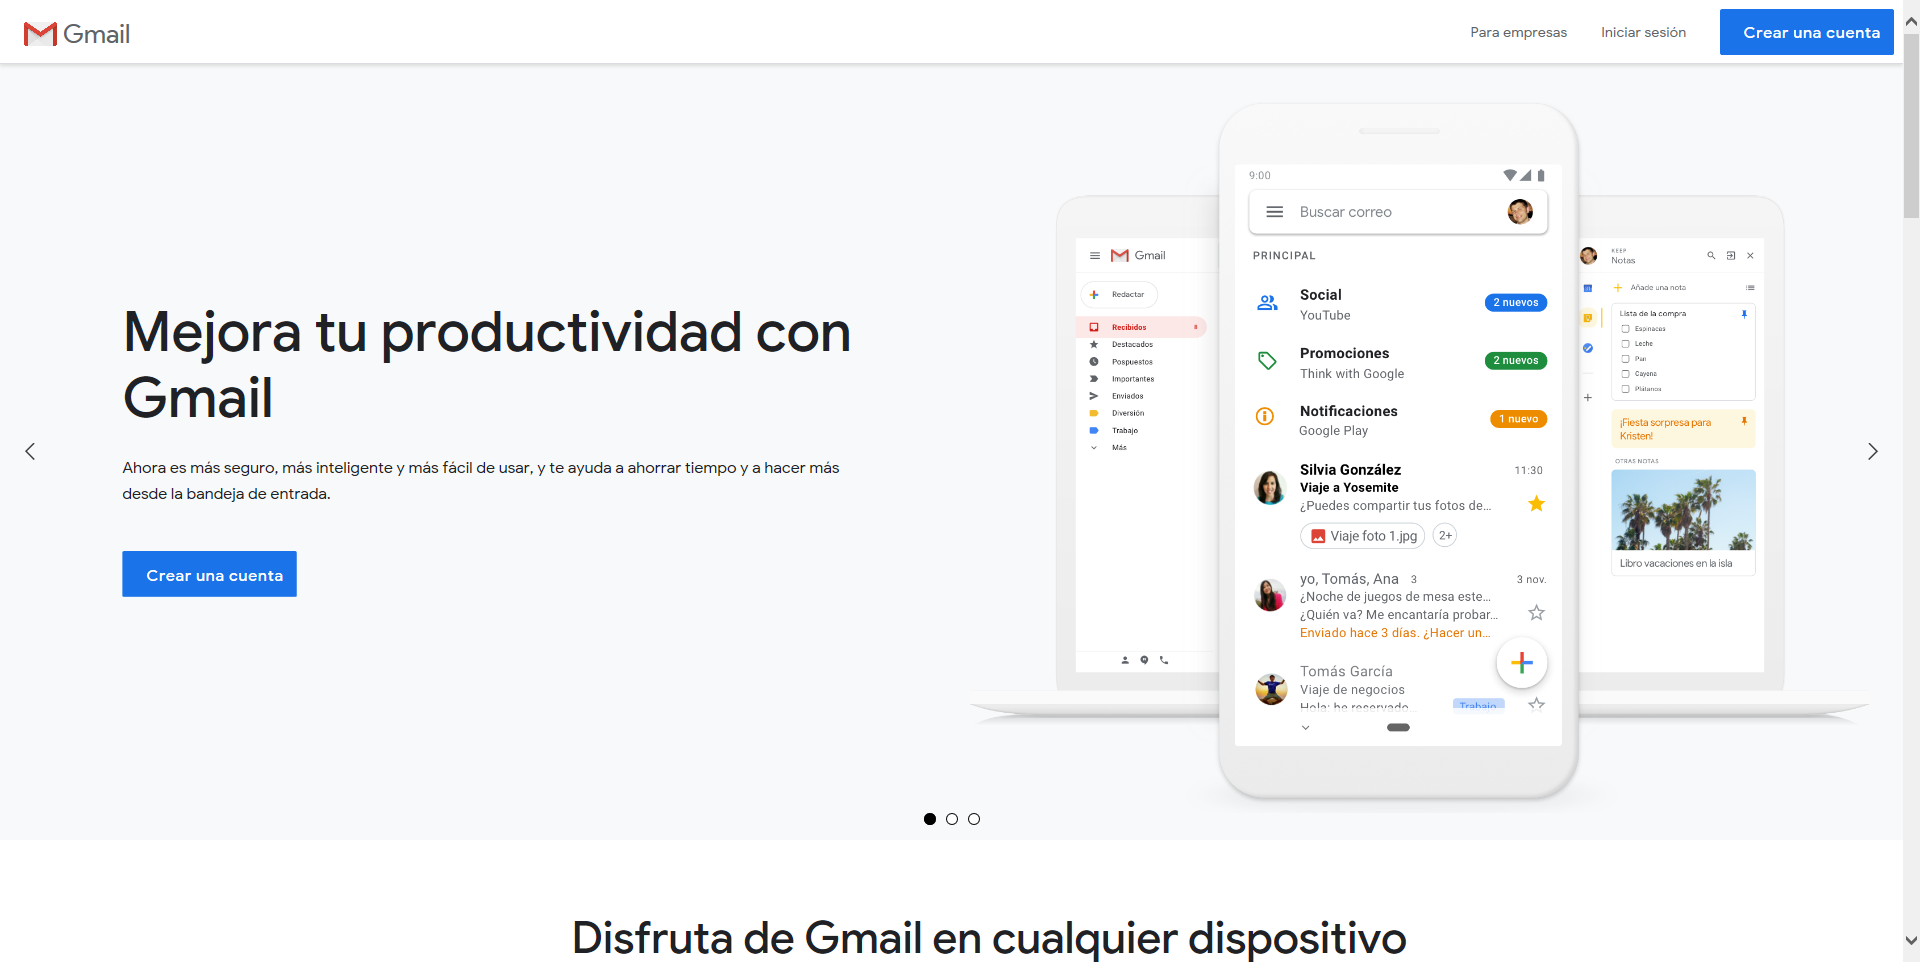 Gmail
Para empresas
Iniciar sesión
Crear una cuenta
Mejora tu productividad con
Gmail
Ahora es más seguro, más inteligente y más fácil de usar, y te ayuda a ahorrar tiempo y a hacer más
desde la bandeja de entrada.
Crear una cuenta
Gmail
Redactar
Recibidos 8
Destacados
Pospuestos
Importantes
Enviados
Diversión
Trabajo
Más
9:00
Buscar correo
PRINCIPAL
Social
YouTube
2 nuevos
Promociones
Think with Google
2 nuevos
Notificaciones
Google Play
1 nuevo
Silvia González 11:30
Viaje a Yosemite
¿Puedes compartir tus fotos de...
Viaje foto 1.jpg 2+
yo, Tomás, Ana 3 3 nov.
¿Noche de juegos de mesa este...
¿Quién va? Me encantaría probar...
Enviado hace 3 días. ¿Hacer un...
Tomás García
Viaje de negocios
Hola: he reservado...
Trabajo
KEEP
Notas
Añade una nota
Lista de la compra
Espinacas
Leche
Pan
Cayena
Plátanos
¡Fiesta sorpresa para
Kristen!
OTRAS NOTAS
Libro vacaciones en la isla
Disfruta de Gmail en cualquier dispositivo